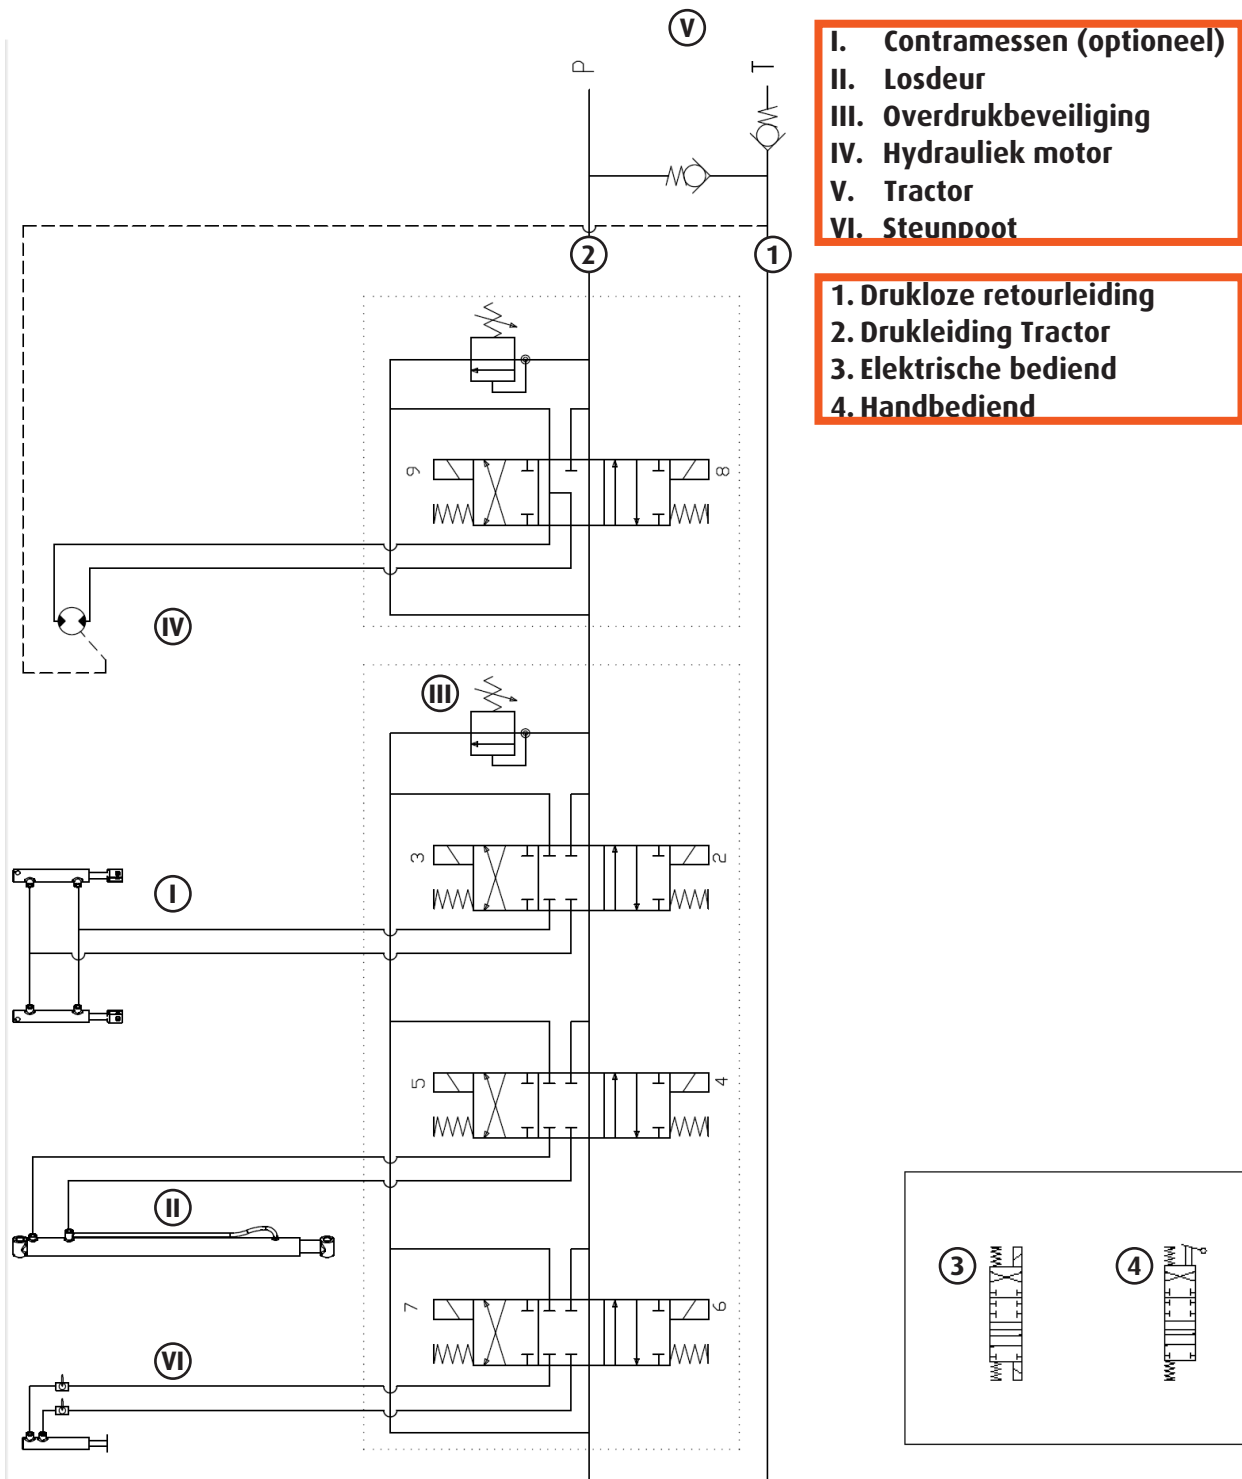 V
P
T
I. Contramessen (optioneel)
II. Losdeur
III. Overdrukbeveiliging
IV. Hydrauliek motor
V. Tractor
VI. Steunpoot
2
1
1. Drukloze retourleiding
2. Drukleiding Tractor
3. Elektrische bediend
4. Handbediend
9
8
IV
III
3
2
I
5
4
II
3
4
7
6
VI